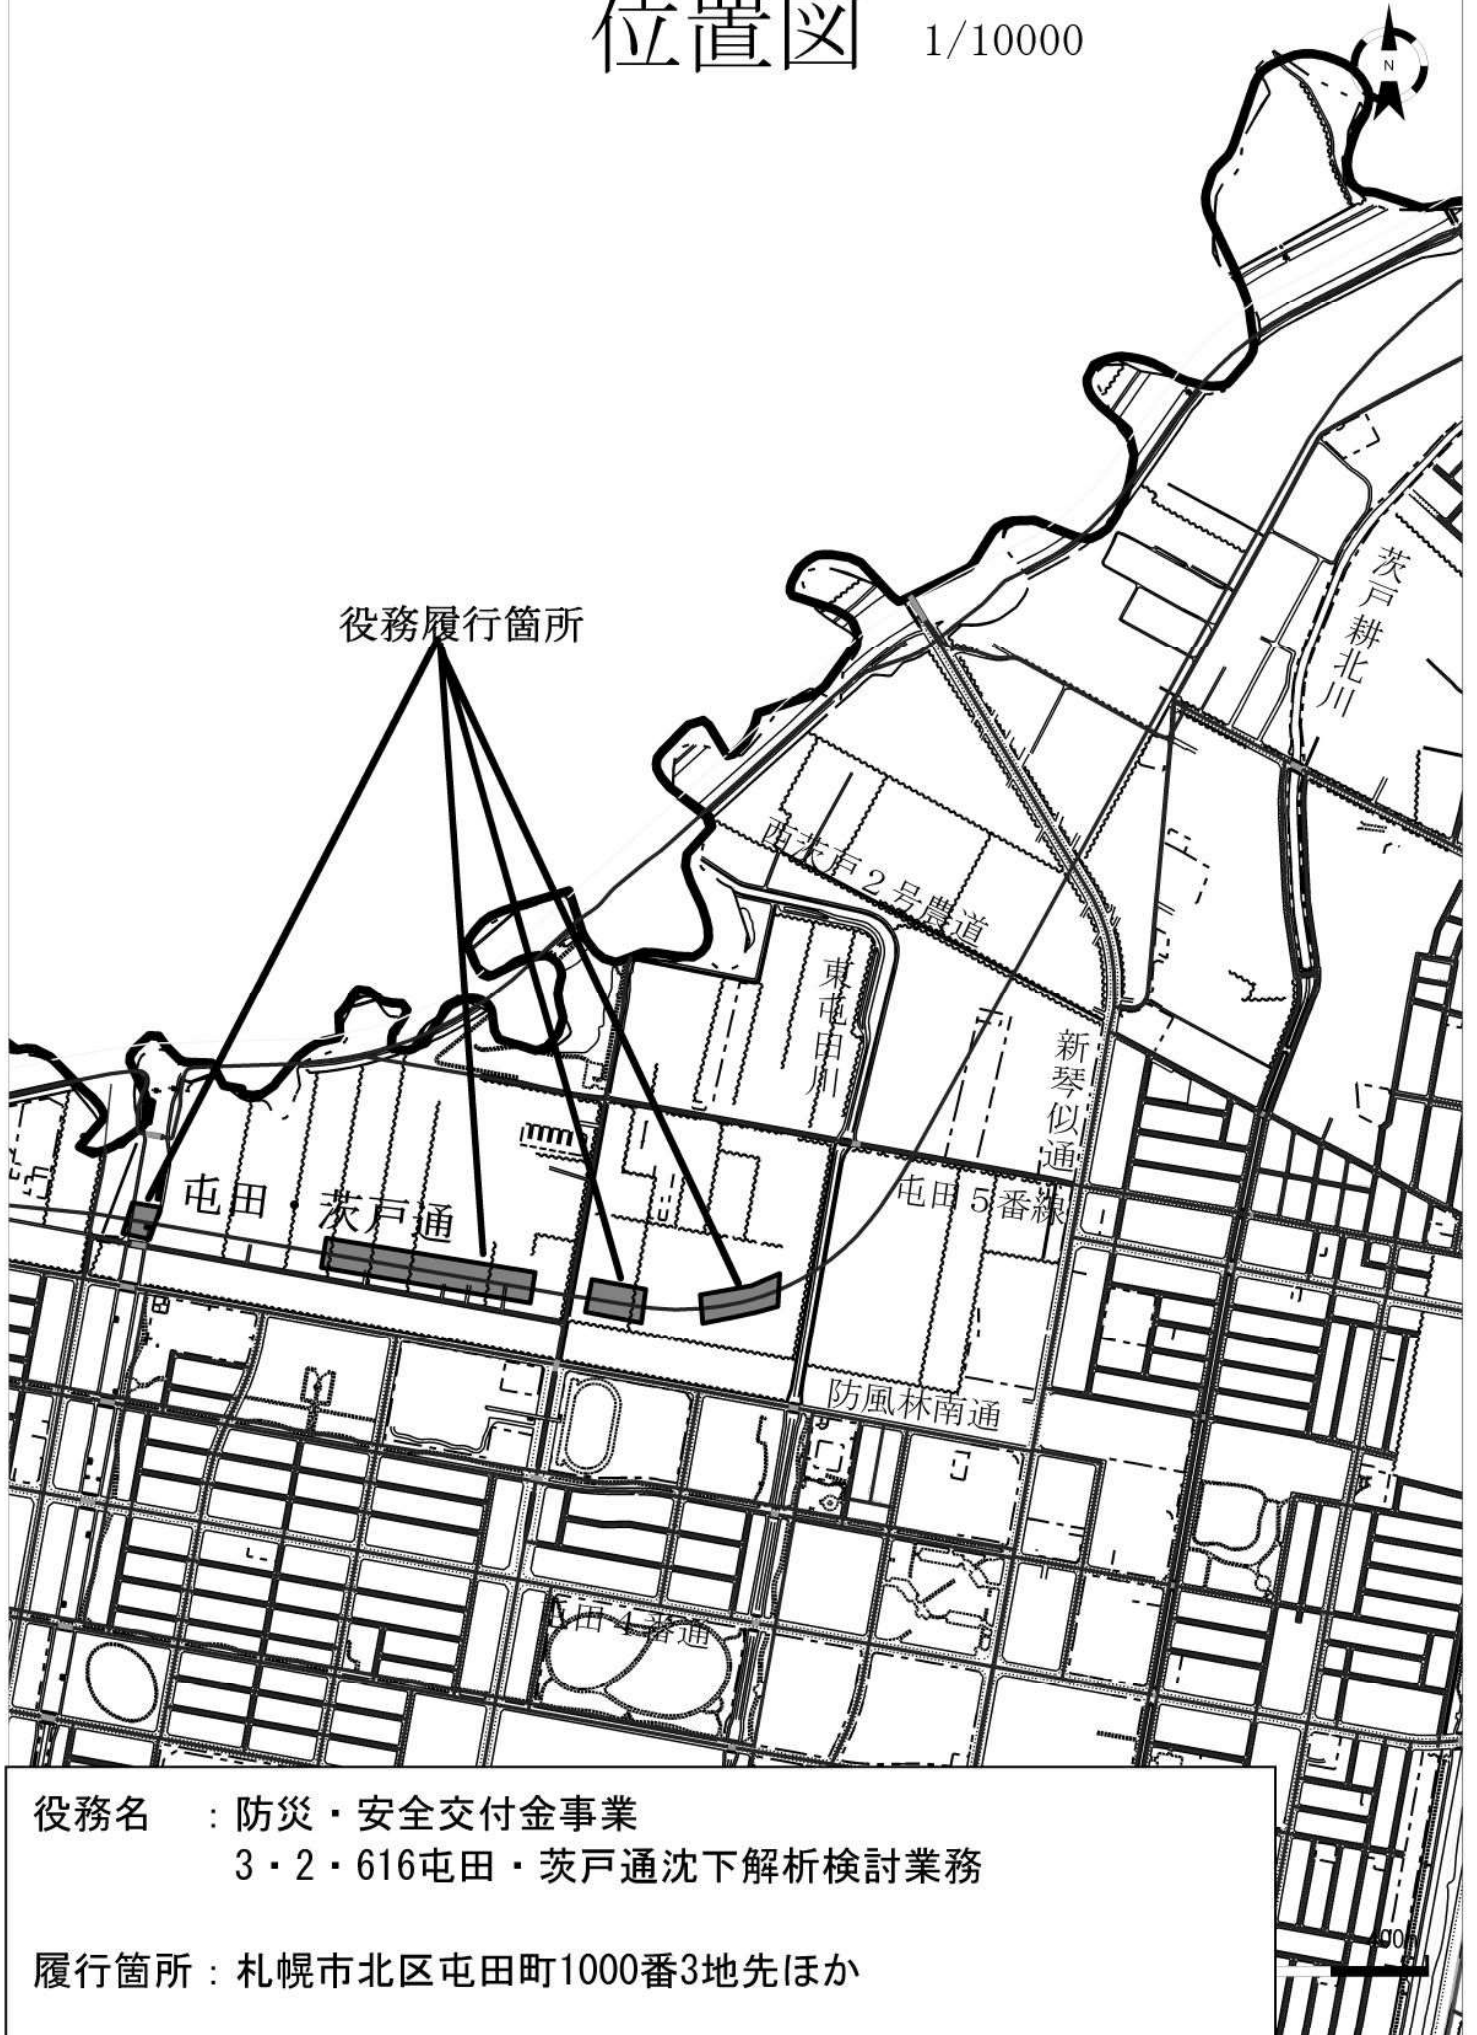 位置図 1/10000
N
役務履行箇所
茨戸耕北川
西茨戸2号農道
東屯田川
新琴似通
屯田・茨戸通
屯田5番線
防風林南通
屯田4番通
役務名 : 防災・安全交付金事業
3・2・616屯田・茨戸通沈下解析検討業務
履行箇所 : 札幌市北区屯田町1000番3地先ほか